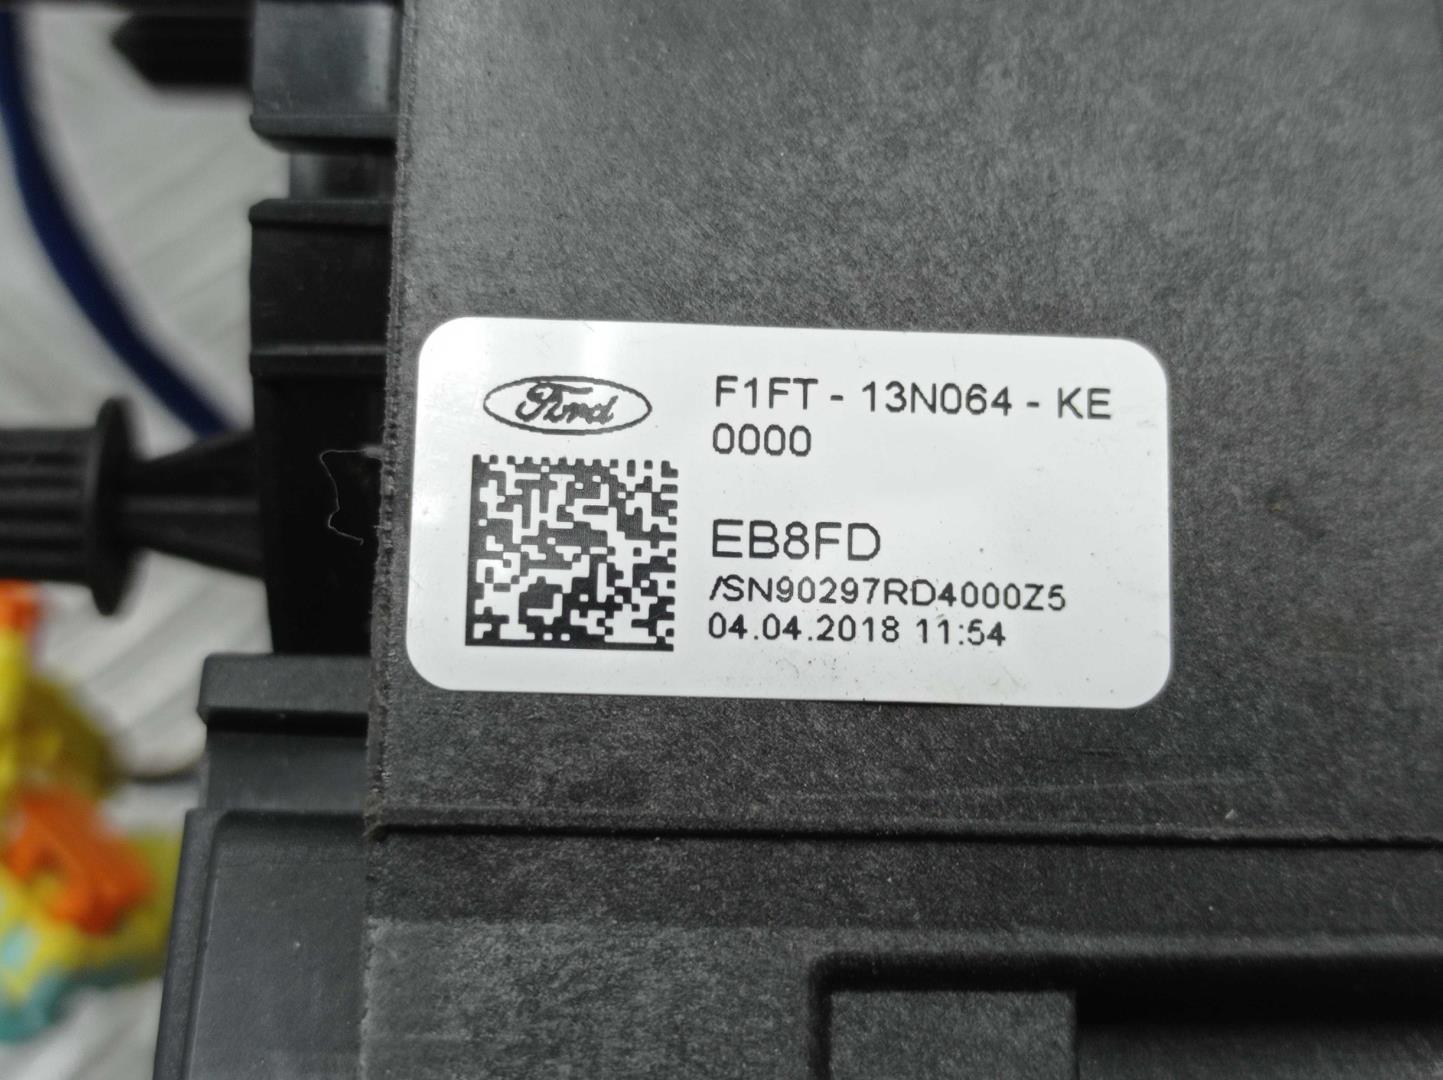 Ford
F1FT - 13N064 - KE
0000
EB8FD
/SN90297RD4000Z5
04.04.2018 11:54